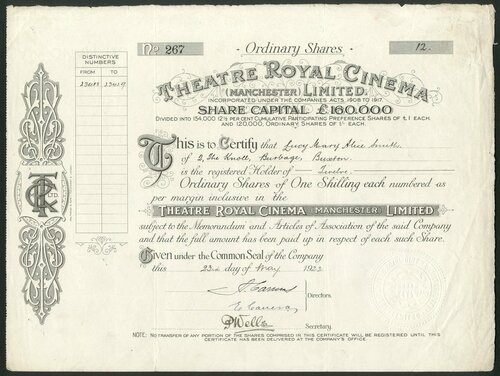 No 267
- Ordinary Shares -
12
DISTINCTIVE
NUMBERS
FROM TO
THEATRE ROYAL CINEMA
(MANCHESTER) LIMITED.
INCORPORATED UNDER THE COMPANIES ACTS, 1908 TO 1917.
SHARE CAPITAL £160,000
DIVIDED INTO 154,000 12½ PER CENT CUMULATIVE PARTICIPATING PREFERENCE SHARES OF £1 EACH
AND 120,000 ORDINARY SHARES OF 1/- EACH.
This is to Certify that Lucy Mary Alice Smith
of 2, The Knoll, Burbage, Buxton
is the registered Holder of Twelve
Ordinary Shares of One Shilling each numbered as
per margin inclusive in the
THEATRE ROYAL CINEMA (MANCHESTER) LIMITED
subject to the Memorandum and Articles of Association of the said Company
and that the full amount has been paid up in respect of each such Share.
Given under the Common Seal of the Company
this 23rd day of May 1922
Directors.
P Wells Secretary.
NOTE: NO TRANSFER OF ANY PORTION OF THE SHARES COMPRISED IN THIS CERTIFICATE WILL BE REGISTERED UNTIL THIS
CERTIFICATE HAS BEEN DELIVERED AT THE COMPANY'S OFFICE.